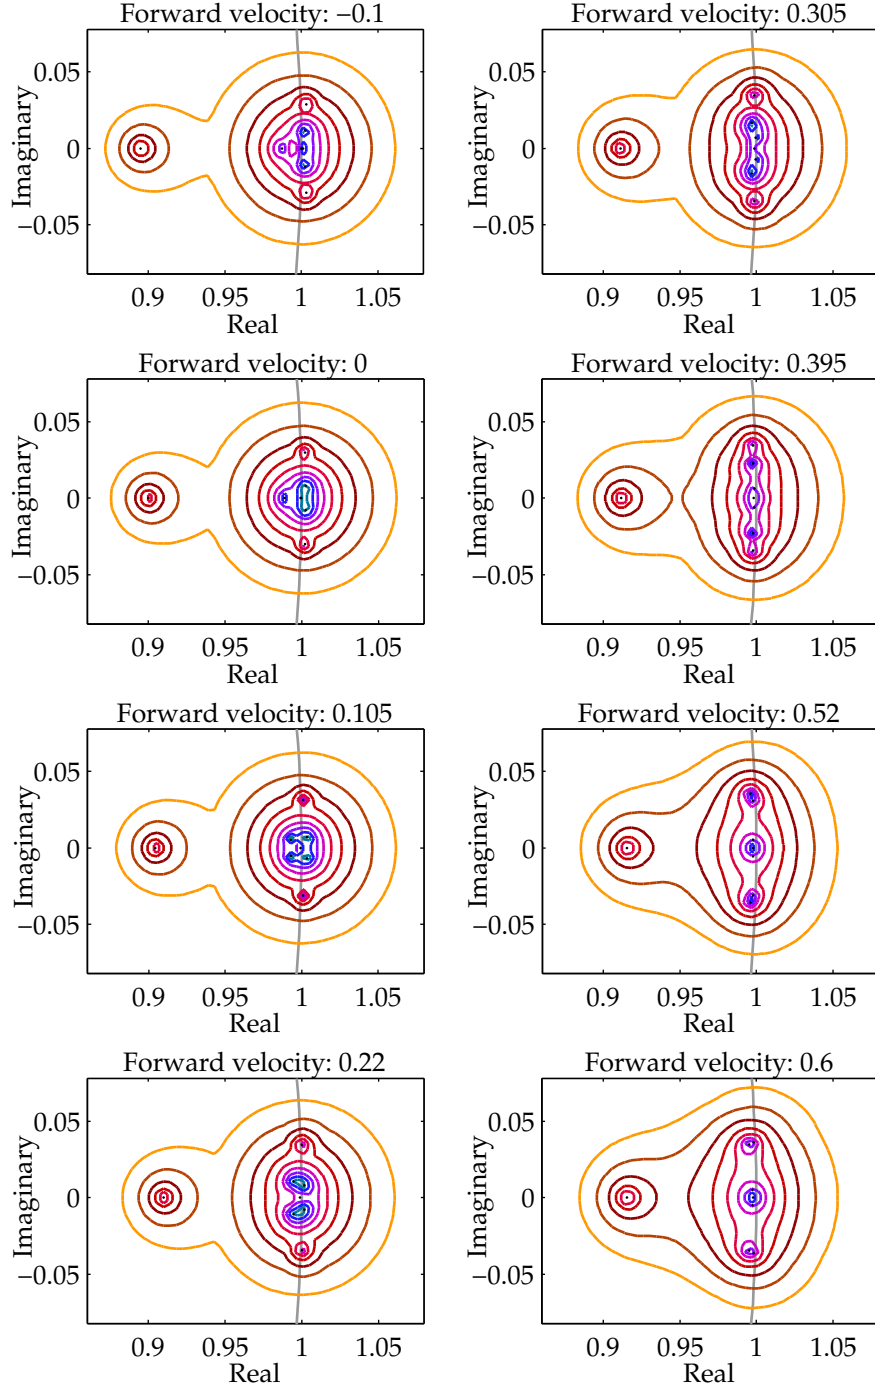 Forward velocity: −0.1
0.05
0
−0.05
Imaginary
0.9 0.95 1 1.05
Real
Forward velocity: 0.305
0.05
0
−0.05
Imaginary
0.9 0.95 1 1.05
Real
Forward velocity: 0
0.05
0
−0.05
Imaginary
0.9 0.95 1 1.05
Real
Forward velocity: 0.395
0.05
0
−0.05
Imaginary
0.9 0.95 1 1.05
Real
Forward velocity: 0.105
0.05
0
−0.05
Imaginary
0.9 0.95 1 1.05
Real
Forward velocity: 0.52
0.05
0
−0.05
Imaginary
0.9 0.95 1 1.05
Real
Forward velocity: 0.22
0.05
0
−0.05
Imaginary
0.9 0.95 1 1.05
Real
Forward velocity: 0.6
0.05
0
−0.05
Imaginary
0.9 0.95 1 1.05
Real